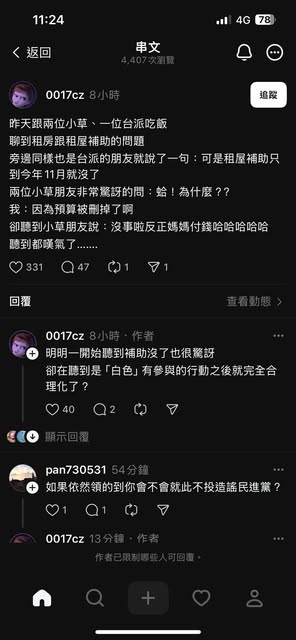 11:24
4G 78
返回
串文
4,407次瀏覽
0017cz 8小時
追蹤
昨天跟兩位小草、一位台派吃飯
聊到租房跟租屋補助的問題
旁邊同樣也是台派的朋友就說了一句：可是租屋補助只
到今年11月就沒了
兩位小草朋友非常驚訝的問：蛤！為什麼？?
我：因為預算被刪掉了啊
卻聽到小草朋友說：沒事啦反正媽媽付錢哈哈哈哈哈
聽到都嘆氣了.......
331 47 1 1
回覆
查看動態
0017cz 8小時・作者
明明一開始聽到補助沒了也很驚訝
卻在聽到是「白色」有參與的行動之後就完全合
理化了？
40 2
顯示回覆
pan730531 54分鐘
如果依然領的到你會不會就此不投造謠民進黨？
1 1
0017cz 13分鐘・作者
作者已限制哪些人可回覆。